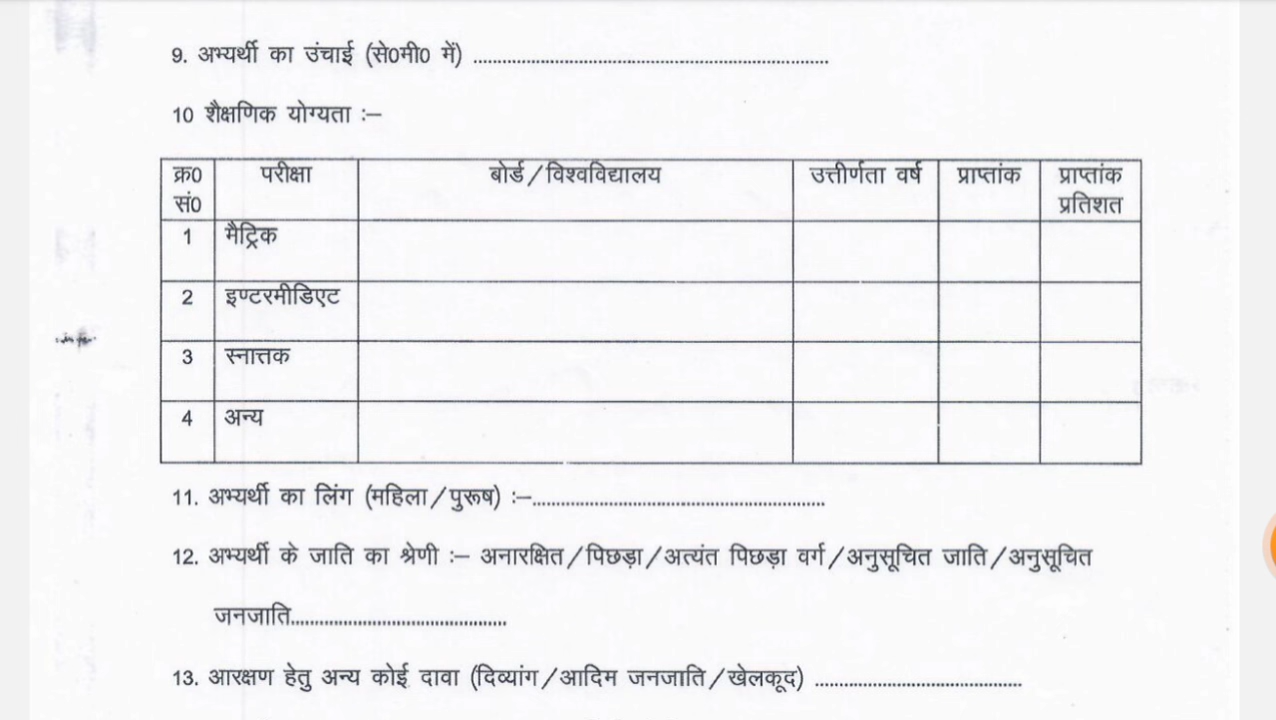 9. अभ्यर्थी का उंचाई (से0मी0 में) ................................................................................
10 शैक्षणिक योग्यता :–
क्र0 सं0 परीक्षा बोर्ड/विश्वविद्यालय उत्तीर्णता वर्ष प्राप्तांक प्राप्तांक प्रतिशत
1 मैट्रिक
2 इण्टरमीडिएट
3 स्नात्तक
4 अन्य
11. अभ्यर्थी का लिंग (महिला/पुरूष) :–..................................................................
12. अभ्यर्थी के जाति का श्रेणी :– अनारक्षित/पिछड़ा/अत्यंत पिछड़ा वर्ग/अनुसूचित जाति/अनुसूचित
जनजाति.................................................
13. आरक्षण हेतु अन्य कोई दावा (दिव्यांग/आदिम जनजाति/खेलकूद) ...............................................